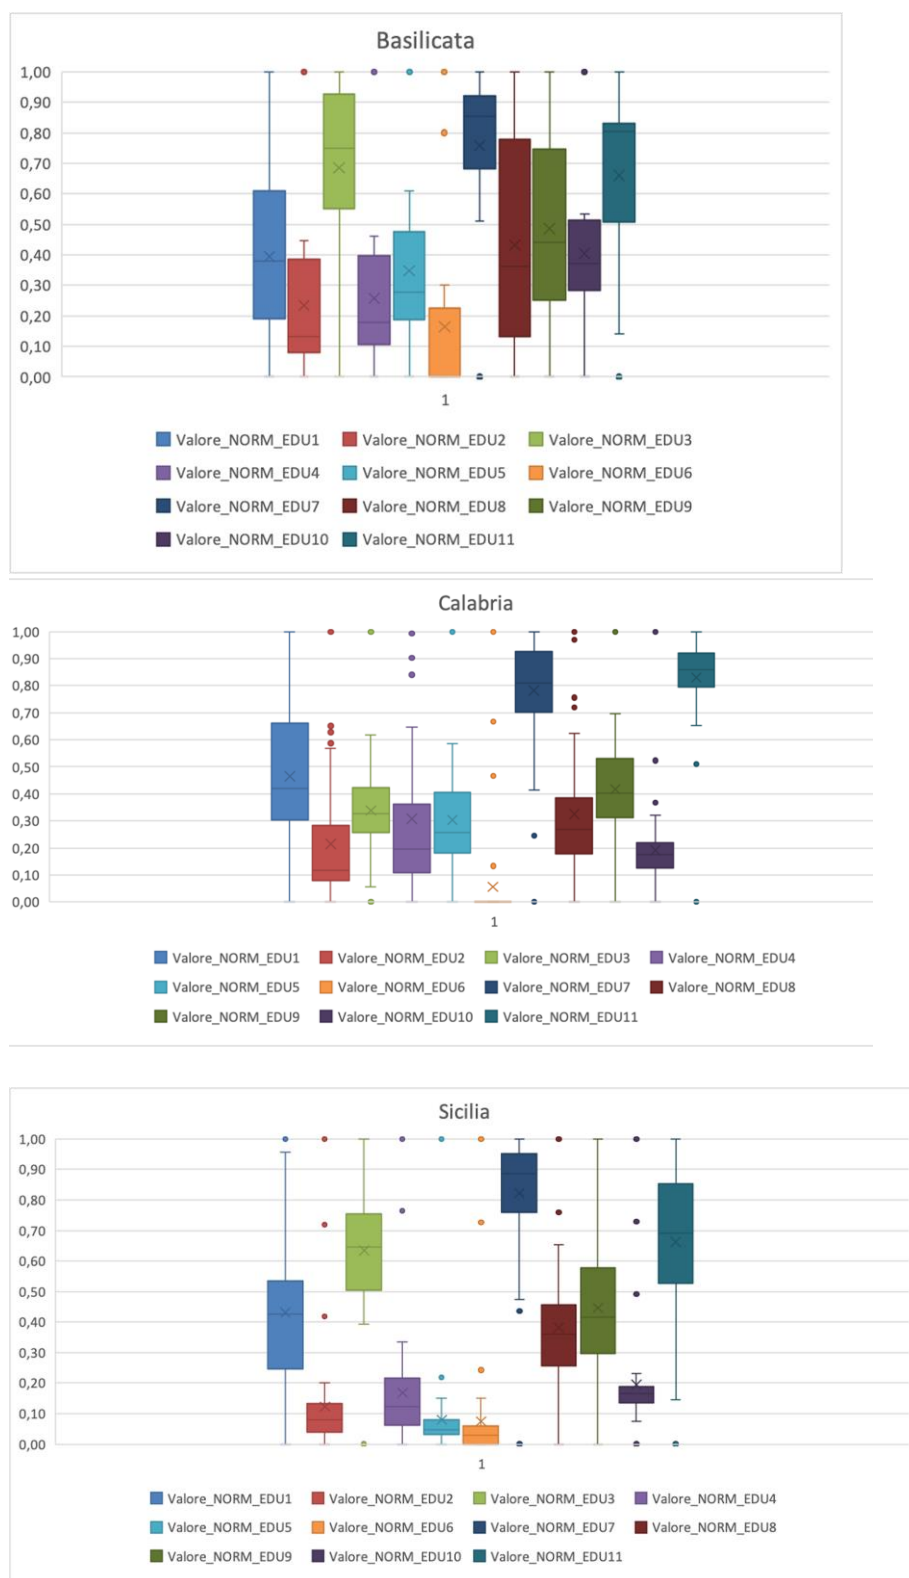 Basilicata
1,00
0,90
0,80
0,70
0,60
0,50
0,40
0,30
0,20
0,10
0,00
1
Valore_NORM_EDU1 Valore_NORM_EDU2 Valore_NORM_EDU3
Valore_NORM_EDU4 Valore_NORM_EDU5 Valore_NORM_EDU6
Valore_NORM_EDU7 Valore_NORM_EDU8 Valore_NORM_EDU9
Valore_NORM_EDU10 Valore_NORM_EDU11
Calabria
1,00
0,90
0,80
0,70
0,60
0,50
0,40
0,30
0,20
0,10
0,00
1
Valore_NORM_EDU1 Valore_NORM_EDU2 Valore_NORM_EDU3 Valore_NORM_EDU4
Valore_NORM_EDU5 Valore_NORM_EDU6 Valore_NORM_EDU7 Valore_NORM_EDU8
Valore_NORM_EDU9 Valore_NORM_EDU10 Valore_NORM_EDU11
Sicilia
1,00
0,90
0,80
0,70
0,60
0,50
0,40
0,30
0,20
0,10
0,00
1
Valore_NORM_EDU1 Valore_NORM_EDU2 Valore_NORM_EDU3 Valore_NORM_EDU4
Valore_NORM_EDU5 Valore_NORM_EDU6 Valore_NORM_EDU7 Valore_NORM_EDU8
Valore_NORM_EDU9 Valore_NORM_EDU10 Valore_NORM_EDU11